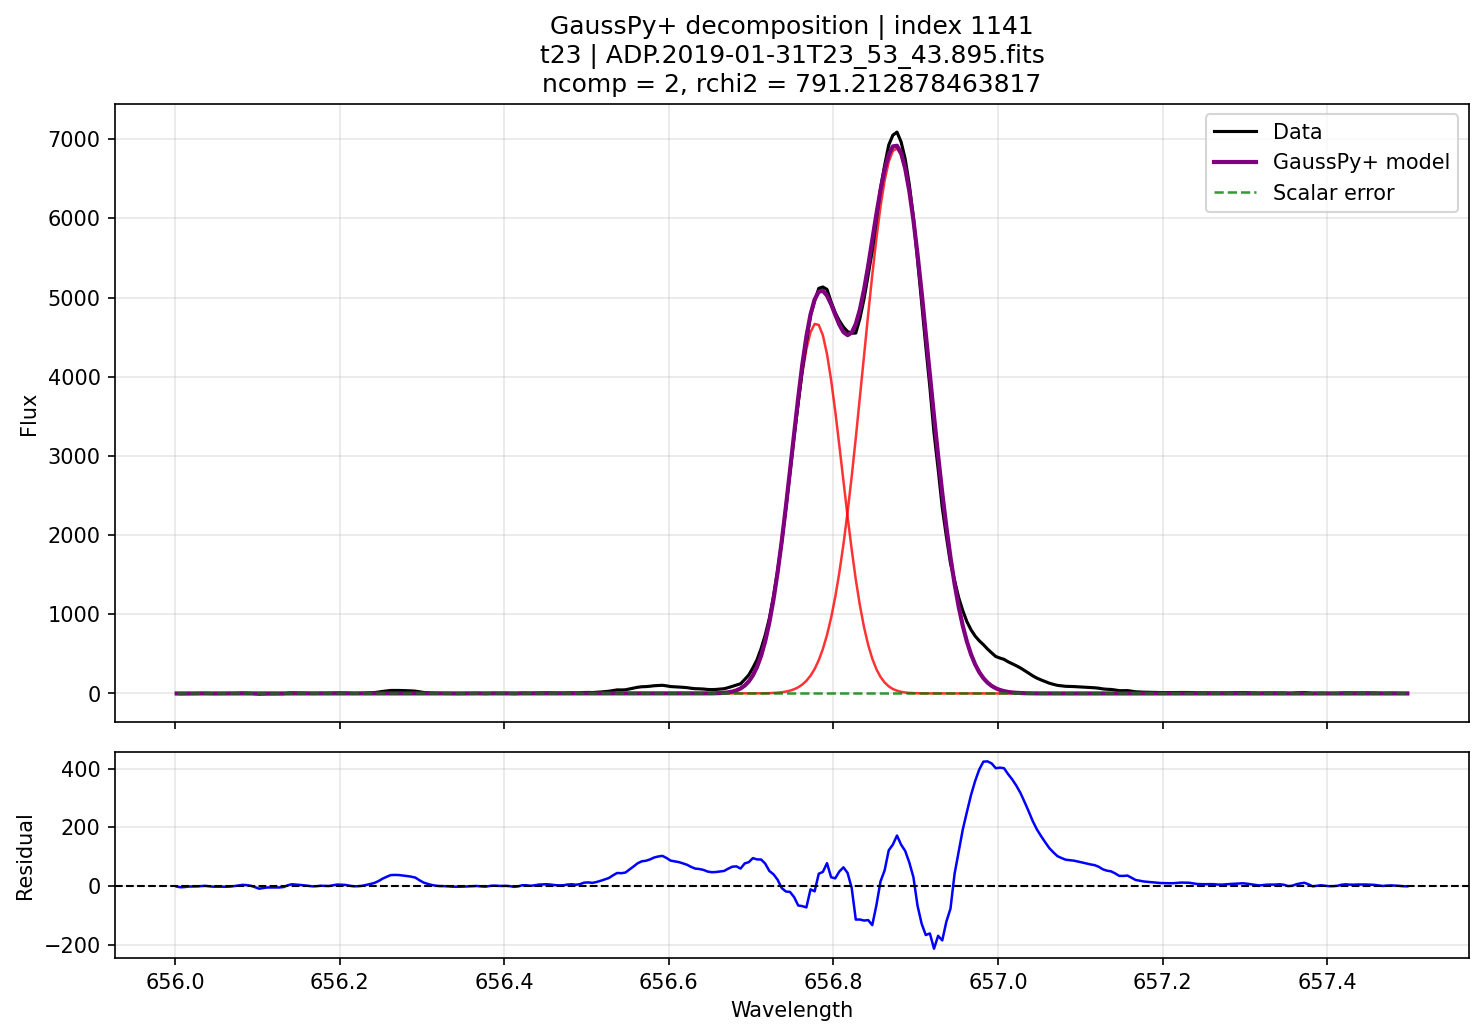 GaussPy+ decomposition | index 1141
t23 | ADP.2019-01-31T23_53_43.895.fits
ncomp = 2, rchi2 = 791.212878463817
Data
GaussPy+ model
Scalar error
7000
6000
5000
4000
3000
2000
1000
0
Flux
400
200
0
−200
Residual
656.0
656.2
656.4
656.6
656.8
657.0
657.2
657.4
Wavelength